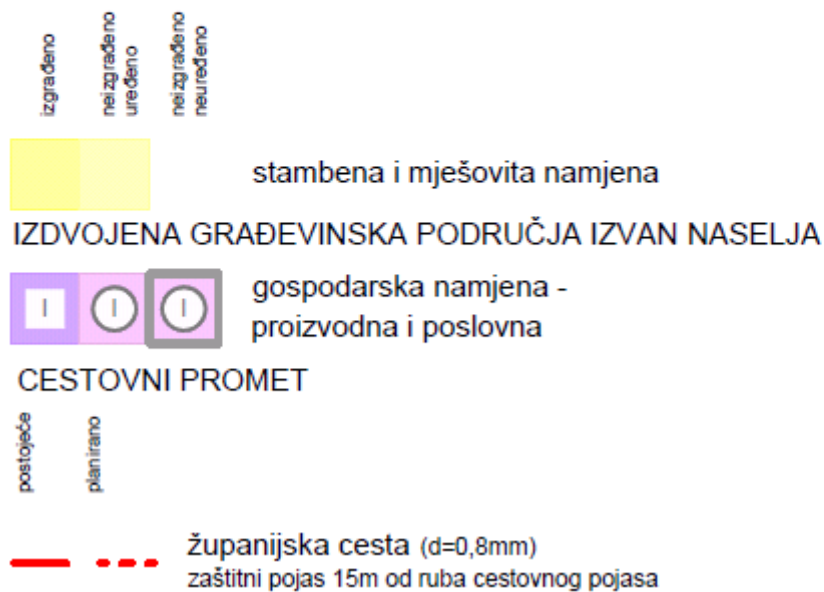 izgrađeno
neizgrađeno
uređeno
neizgrađeno
neuređeno
stambena i mješovita namjena
IZDVOJENA GRAĐEVINSKA PODRUČJA IZVAN NASELJA
I I I
gospodarska namjena -
proizvodna i poslovna
CESTOVNI PROMET
postojeće
planirano
županijska cesta (d=0,8mm)
zaštitni pojas 15m od ruba cestovnog pojasa